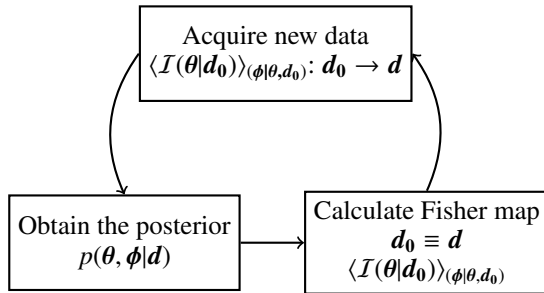 Acquire new data
⟨𝓘(θ|d₀)⟩₍ϕ|θ,d₀₎: d₀ → d
Obtain the posterior
p(θ, ϕ|d)
Calculate Fisher map
d₀ ≡ d
⟨𝓘(θ|d₀)⟩₍ϕ|θ,d₀₎